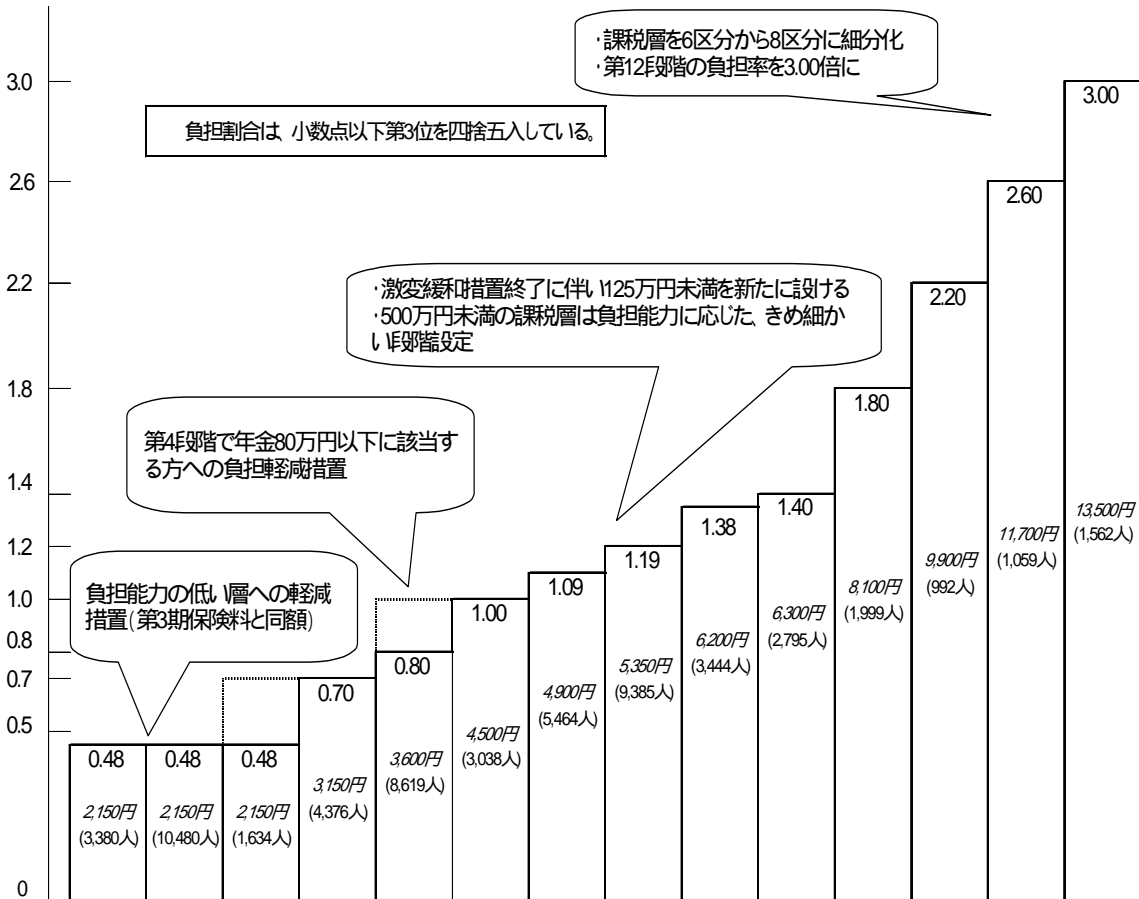 ・課税層を6区分から8区分に細分化
・第12段階の負担率を3.00倍に
3.0
3.00
負担割合は、小数点以下第3位を四捨五入している。
2.6
2.60
・激変緩和措置終了に伴い125万円未満を新たに設ける
・500万円未満の課税層は負担能力に応じた、きめ細か
い段階設定
2.2
2.20
1.8
1.80
第4段階で年金80万円以下に該当す
る方への負担軽減措置
1.4
1.40
1.38
1.2
1.19
1.09
負担能力の低い層への軽減
措置(第3期保険料と同額)
1.0
1.00
0.8
0.80
0.7
0.70
0.5
0.48
0.48
0.48
2,150円
(3,380人)
2,150円
(10,480人)
2,150円
(1,634人)
3,150円
(4,376人)
3,600円
(8,619人)
4,500円
(3,038人)
4,900円
(5,464人)
5,350円
(9,385人)
6,200円
(3,444人)
6,300円
(2,795人)
8,100円
(1,999人)
9,900円
(992人)
11,700円
(1,059人)
13,500円
(1,562人)
0